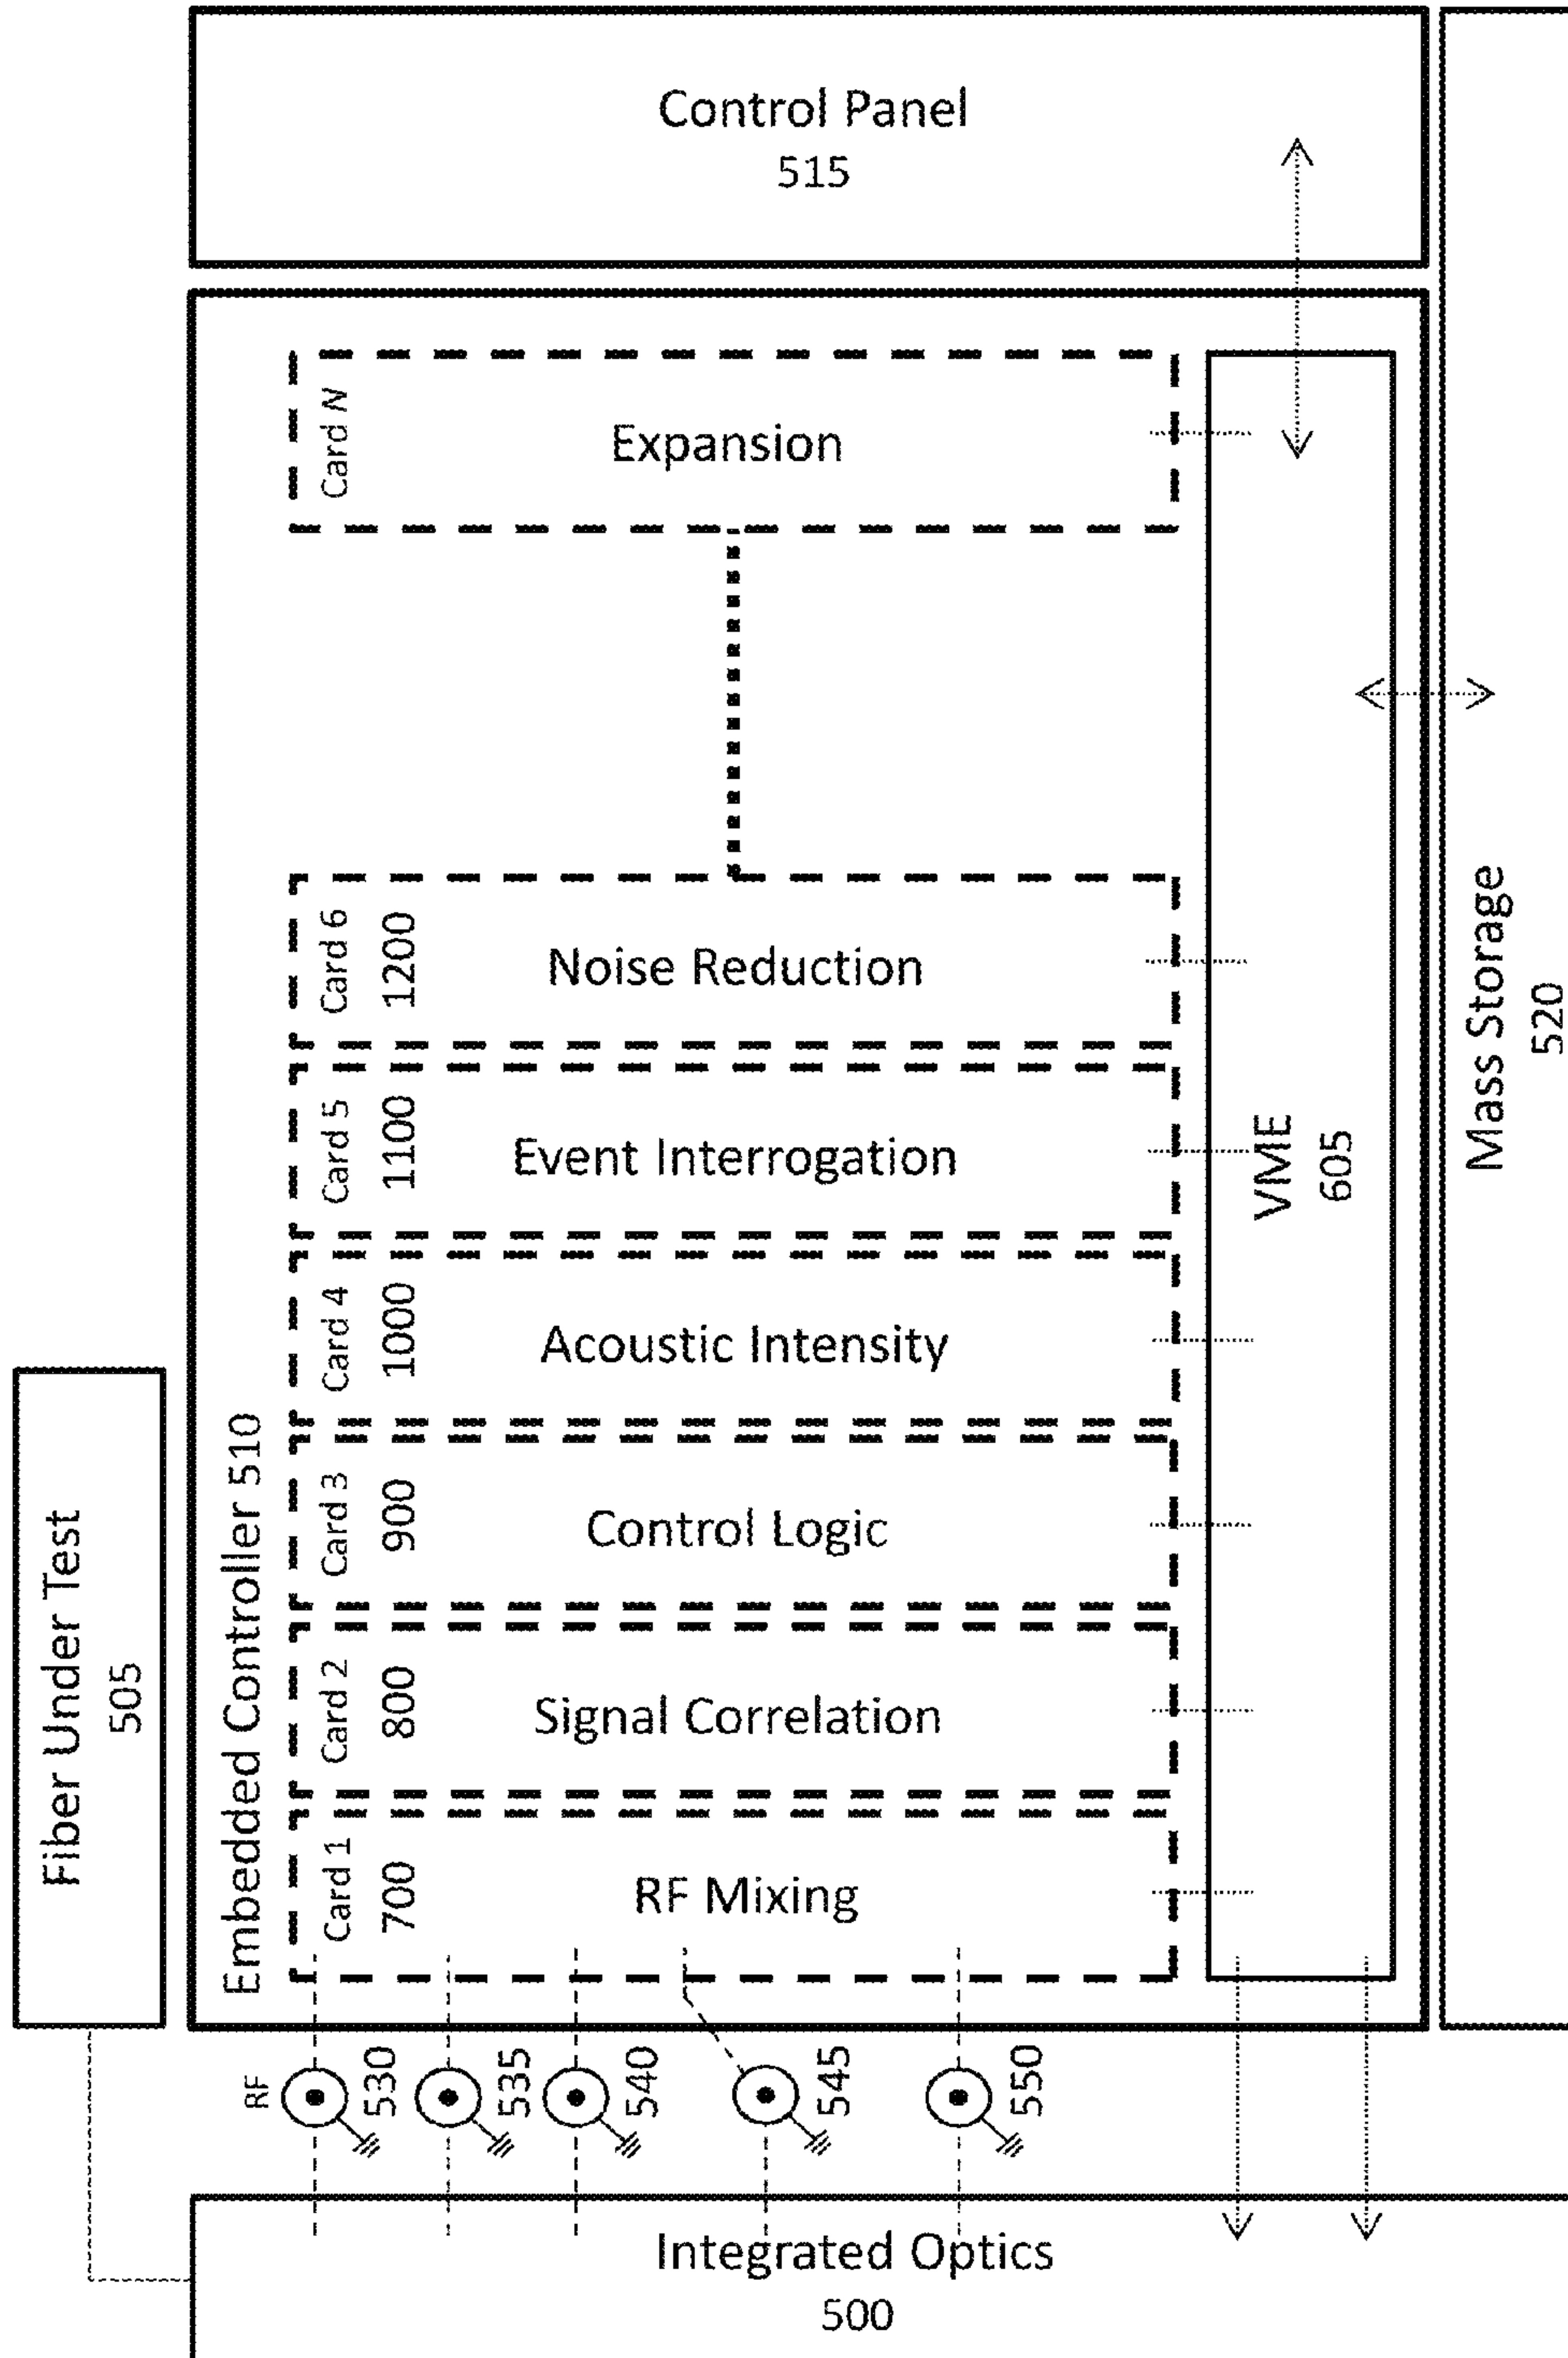 Control Panel
515
Card N
Expansion
Card 6
1200
Noise Reduction
Card 5
1100
Event Interrogation
Card 4
1000
Acoustic Intensity
Card 3
900
Control Logic
Card 2
800
Signal Correlation
Card 1
700
RF Mixing
VME
605
Mass Storage
520
Fiber Under Test
505
Embedded Controller 510
RF
530
535
540
545
550
Integrated Optics
500